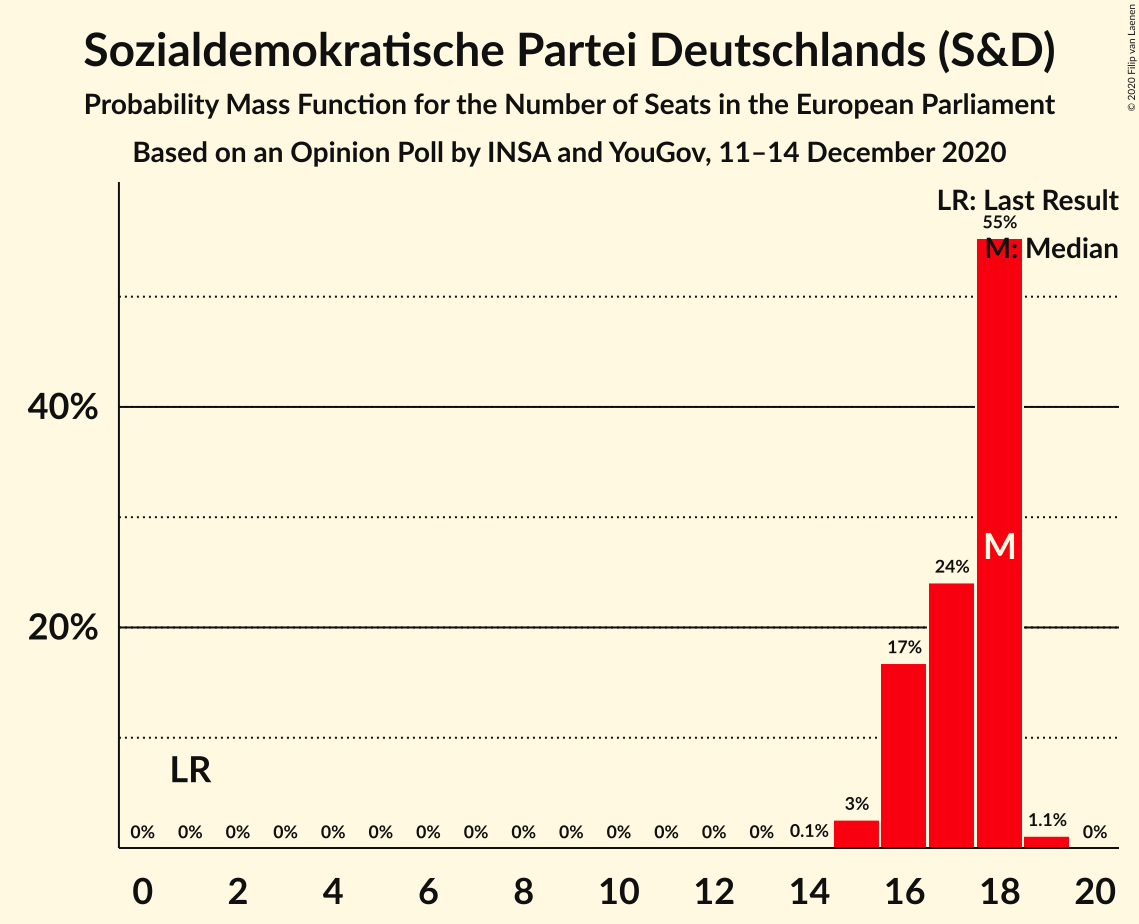 Sozialdemokratische Partei Deutschlands (S&D)
Probability Mass Function for the Number of Seats in the European Parliament
Based on an Opinion Poll by INSA and YouGov, 11–14 December 2020
© 2020 Filip van Laenen
LR: Last Result
55%
M: Median
40%
M
24%
20%
17%
LR
3%
1.1%
0% 0% 0% 0% 0% 0% 0% 0% 0% 0% 0% 0% 0% 0% 0.1% 0%
0 2 4 6 8 10 12 14 16 18 20